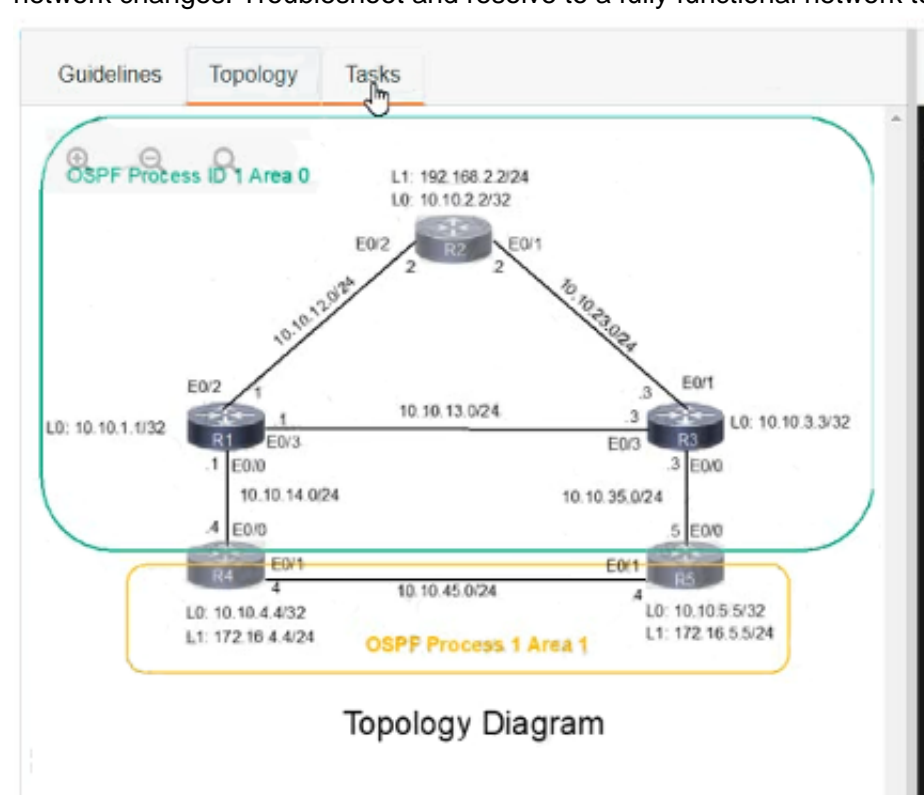 network changes. Troubleshoot and resolve to a fully functional network
Guidelines Topology Tasks
OSPF Process ID 1 Area 0
L1: 192.168.2.2/24
L0: 10.10.2.2/32
E0/2
R2
E0/1
2
2
10.10.12.0/24
10.10.23.0/24
E0/2
1
.3
E0/1
L0: 10.10.1.1/32
R1
.1
E0/3
10.10.13.0/24
.3
E0/3
R3
L0: 10.10.3.3/32
.1 E0/0
.3 E0/0
10.10.14.0/24
10.10.35.0/24
.4 E0/0
.5 E0/0
R4
E0/1
4
10.10.45.0/24
E0/1
4
R5
L0: 10.10.4.4/32
L1: 172.16.4.4/24
L0: 10.10.5.5/32
L1: 172.16.5.5/24
OSPF Process 1 Area 1
Topology Diagram